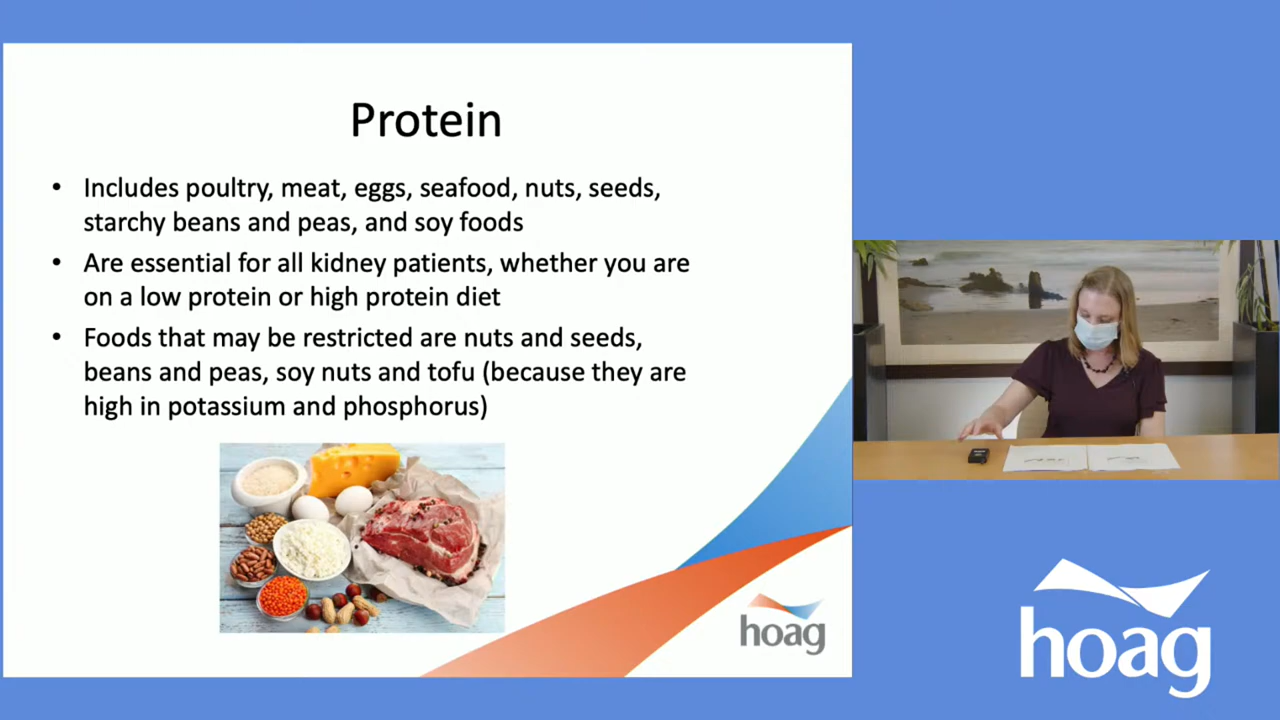 Protein
• Includes poultry, meat, eggs, seafood, nuts, seeds,
starchy beans and peas, and soy foods
• Are essential for all kidney patients, whether you are
on a low protein or high protein diet
• Foods that may be restricted are nuts and seeds,
beans and peas, soy nuts and tofu (because they are
high in potassium and phosphorus)
hoag
hoag